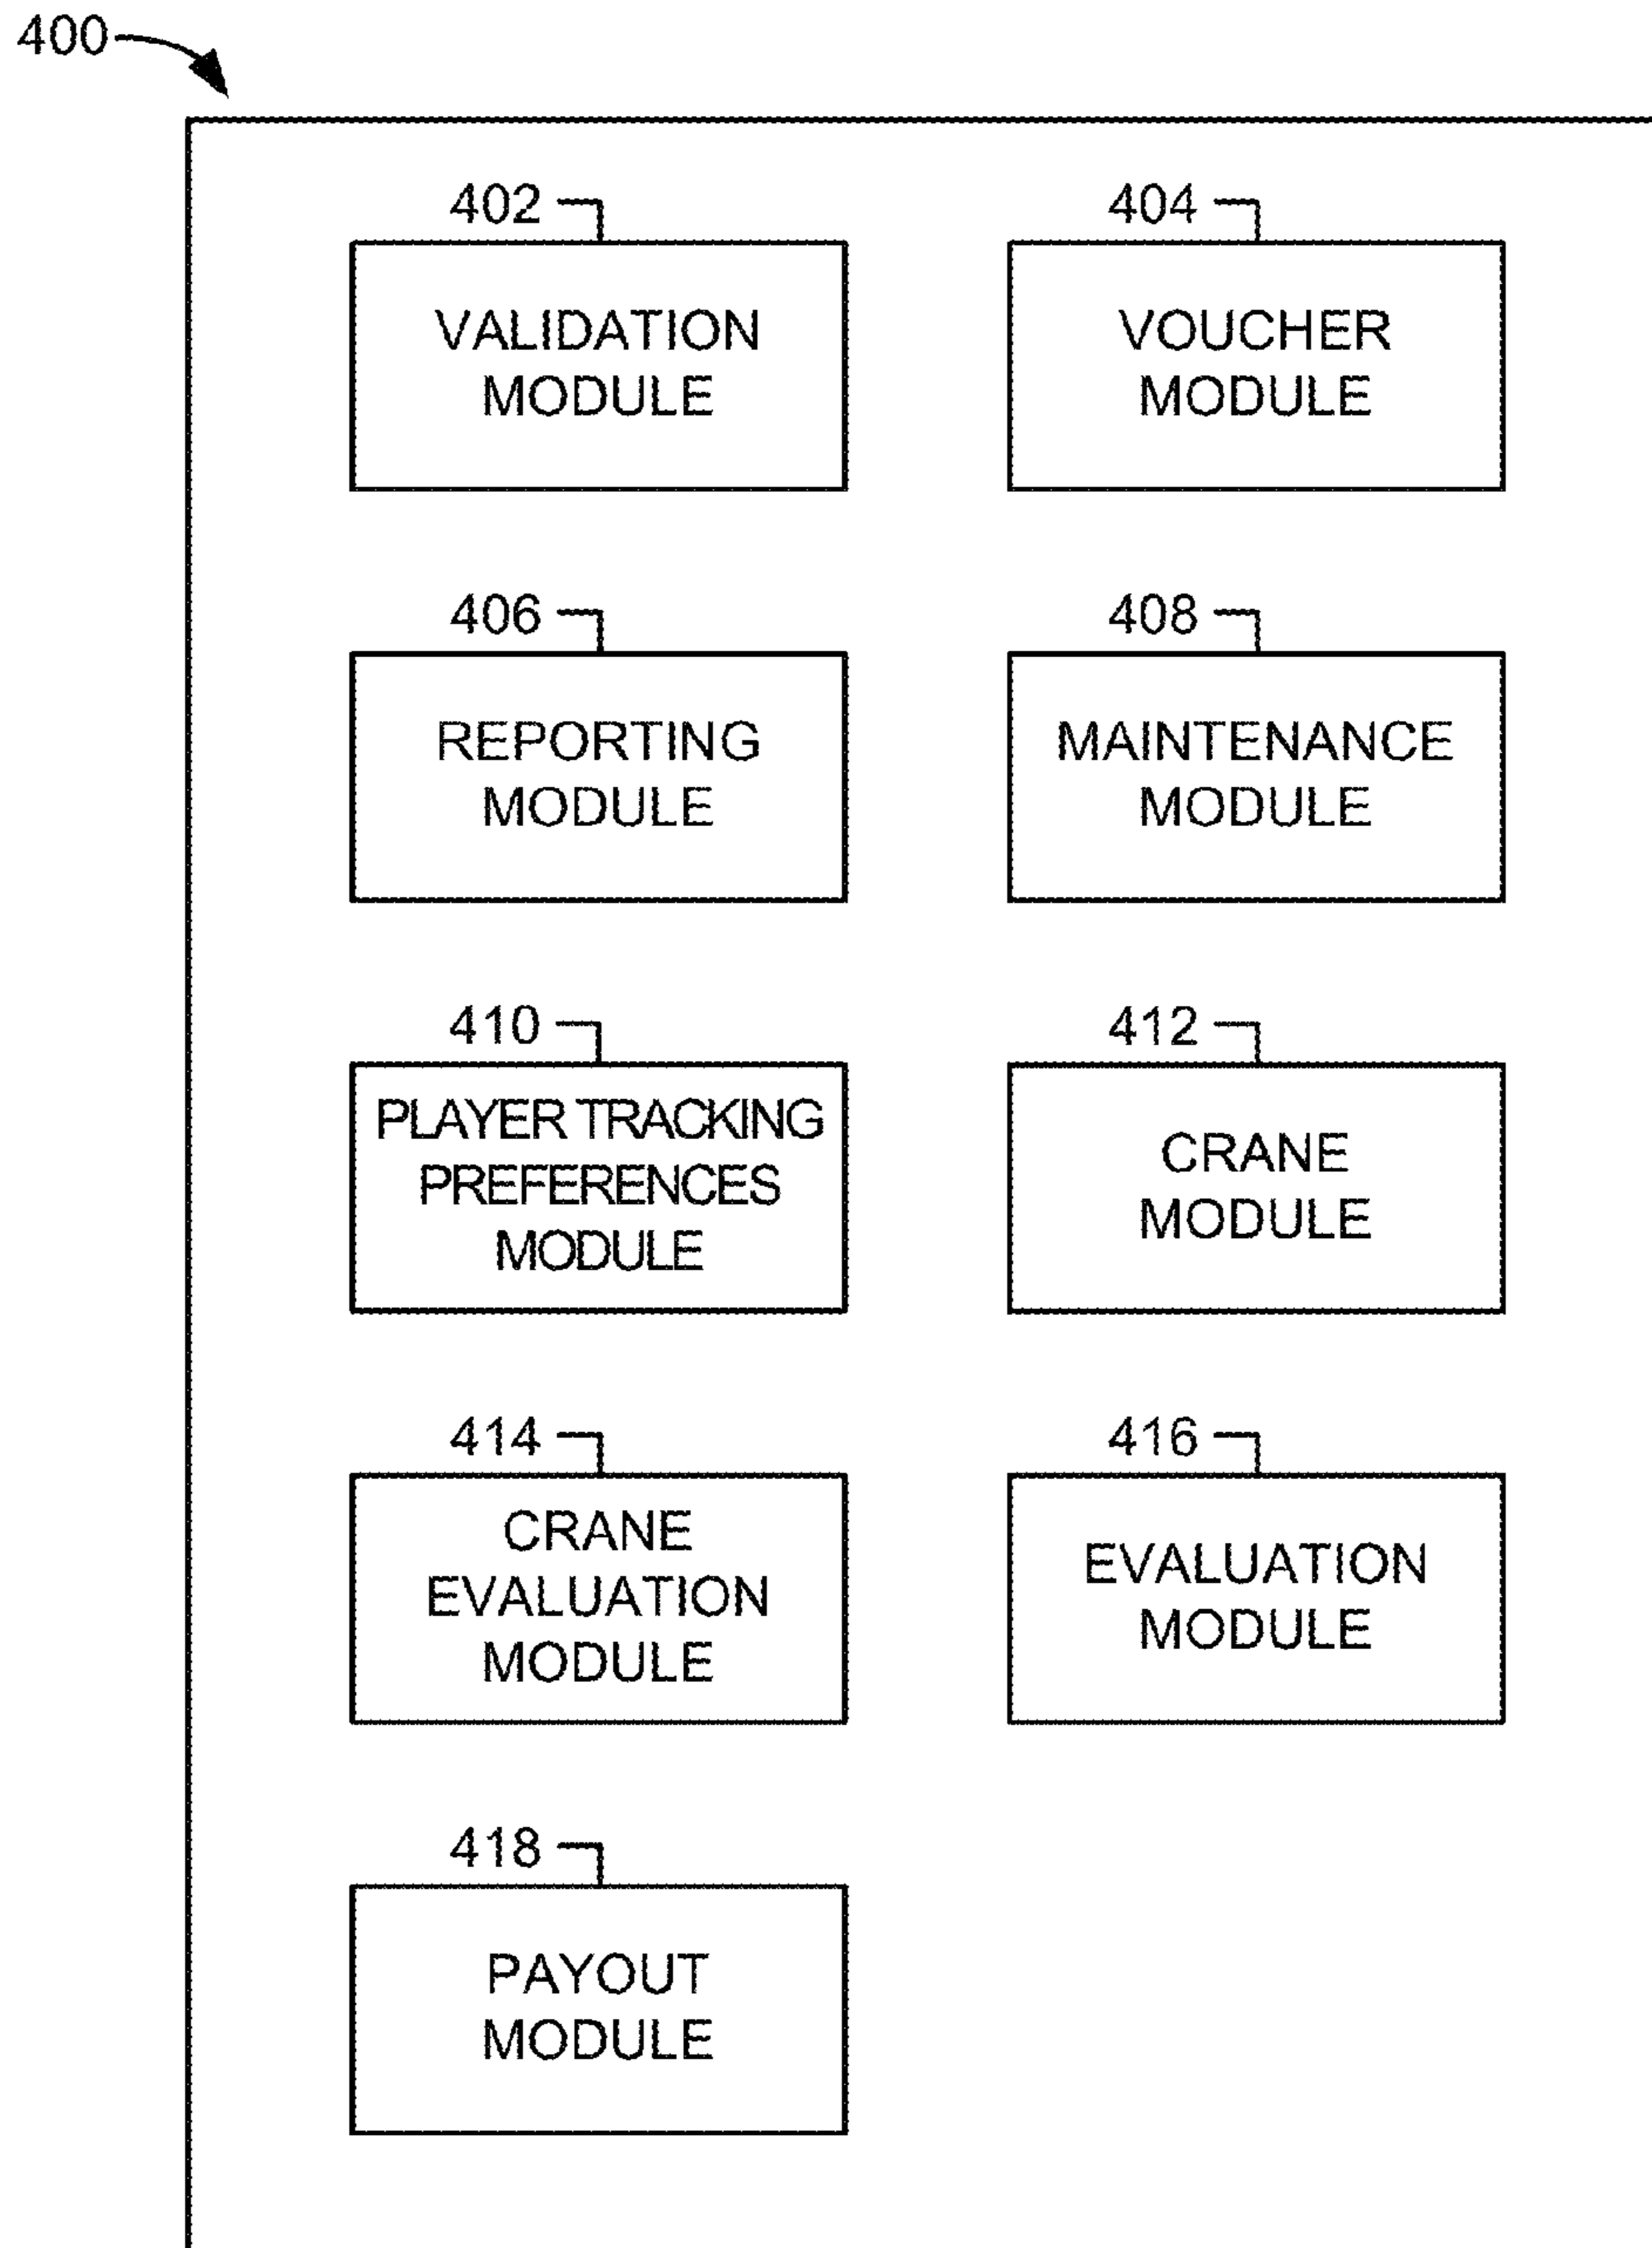 400
402
VALIDATION
MODULE
404
VOUCHER
MODULE
406
REPORTING
MODULE
408
MAINTENANCE
MODULE
410
PLAYER TRACKING
PREFERENCES
MODULE
412
CRANE
MODULE
414
CRANE
EVALUATION
MODULE
416
EVALUATION
MODULE
418
PAYOUT
MODULE